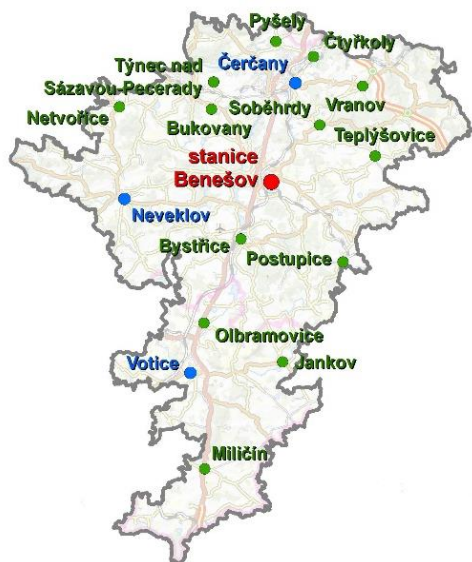 Pyšely
Čtyřkoly
Týnec nad
Čerčany
Sázavou-Pecerady
Netvořice
Soběhrdy
Vranov
Bukovany
Teplýšovice
stanice
Benešov
Neveklov
Bystřice
Postupice
Olbramovice
Votice
Jankov
Miličín